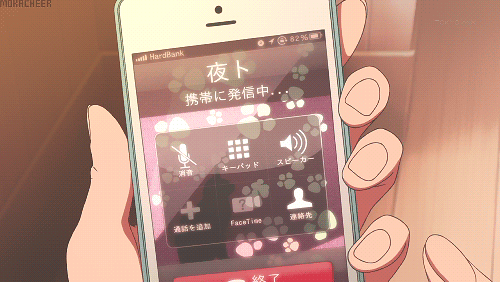 MORACHEER
HardBank 82%
夜ト
携帯に発信中...
消音 キーパッド スピーカー
通話を追加 FaceTime 連絡先
終了